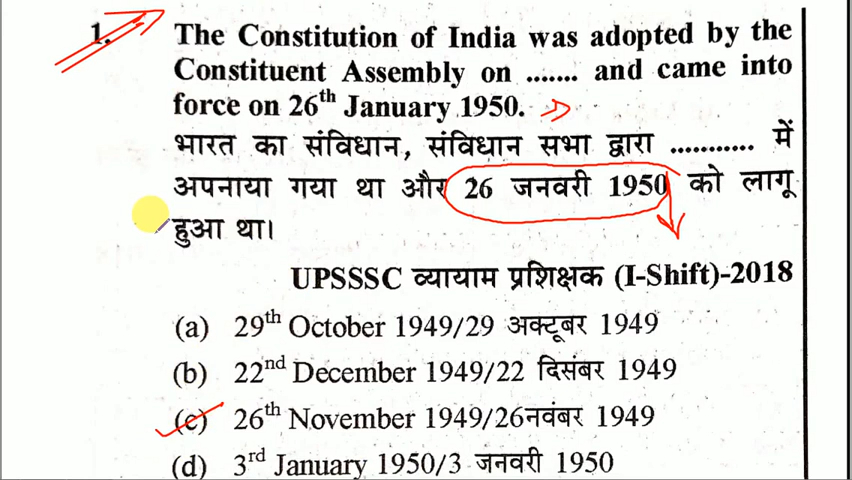 1. The Constitution of India was adopted by the
Constituent Assembly on ....... and came into
force on 26th January 1950.
भारत का संविधान, संविधान सभा द्वारा ........... में
अपनाया गया था और 26 जनवरी 1950 को लागू
हुआ था।
UPSSSC व्यायाम प्रशिक्षक (I-Shift)-2018
(a) 29th October 1949/29 अक्टूबर 1949
(b) 22nd December 1949/22 दिसंबर 1949
(c) 26th November 1949/26नवंबर 1949
(d) 3rd January 1950/3 जनवरी 1950